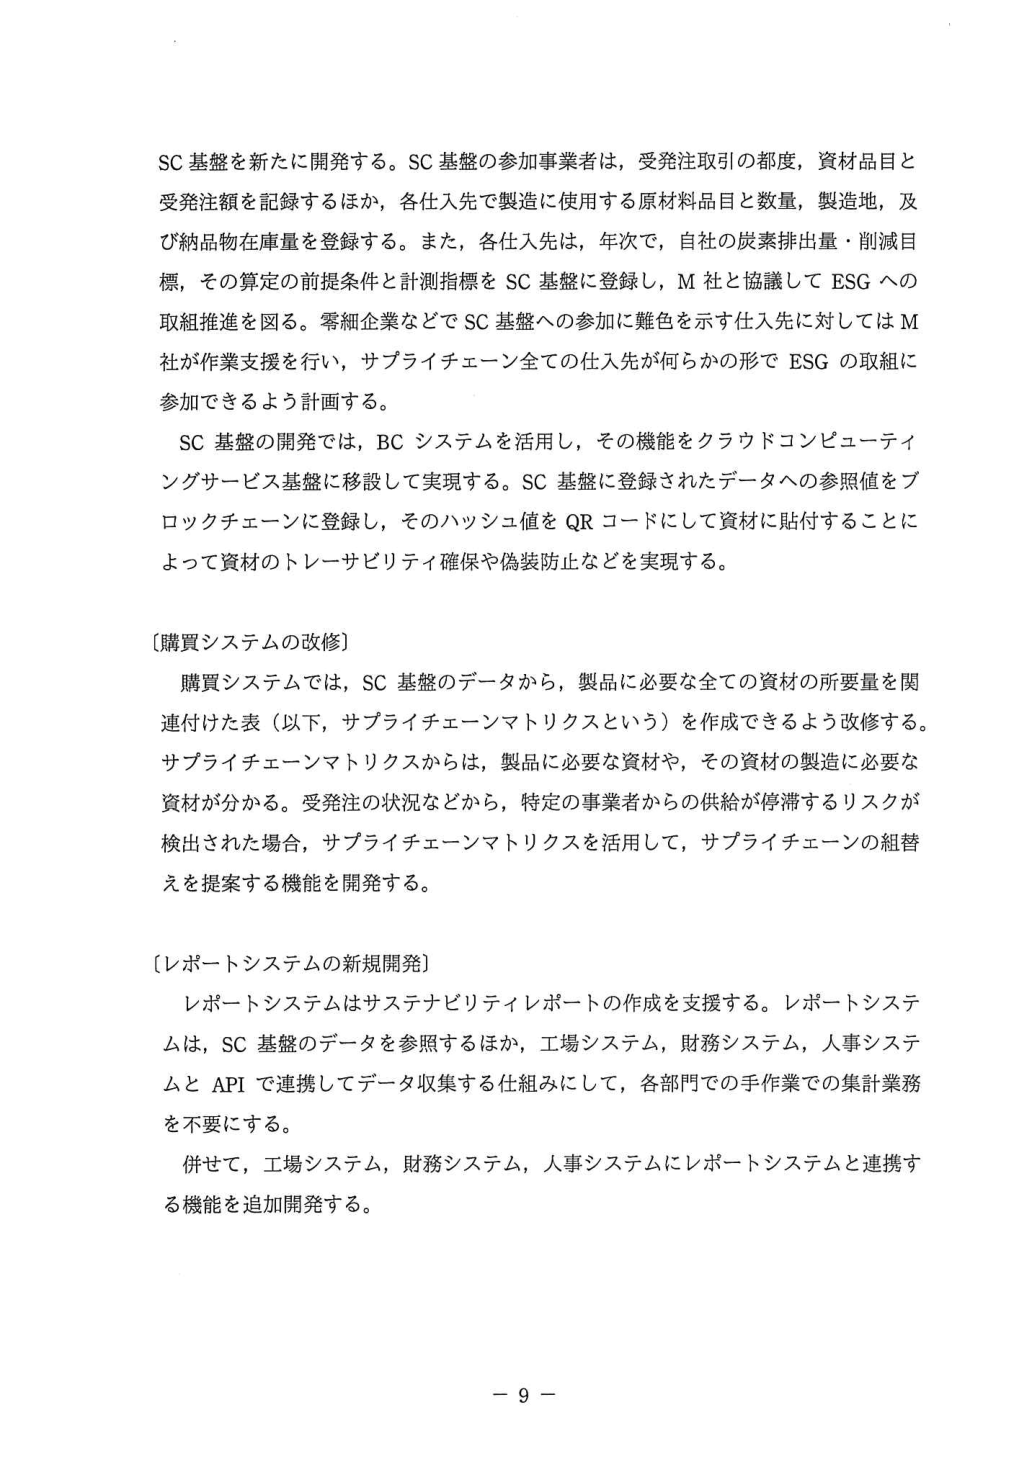 SC 基盤を新たに開発する。SC 基盤の参加事業者は，受発注取引の都度，資材品目と
受発注額を記録するほか，各仕入先で製造に使用する原材料品目と数量，製造地，及
び納品物在庫量を登録する。また，各仕入先は，年次で，自社の炭素排出量・削減目
標，その算定の前提条件と計測指標を SC 基盤に登録し，M 社と協議して ESG への
取組推進を図る。零細企業などで SC 基盤への参加に難色を示す仕入先に対しては M
社が作業支援を行い，サプライチェーン全ての仕入先が何らかの形で ESG の取組に
参加できるよう計画する。
SC 基盤の開発では，BC システムを活用し，その機能をクラウドコンピューティ
ングサービス基盤に移設して実現する。SC 基盤に登録されたデータへの参照値をブ
ロックチェーンに登録し，そのハッシュ値を QR コードにして資材に貼付することに
よって資材のトレーサビリティ確保や偽装防止などを実現する。
〔購買システムの改修〕
購買システムでは，SC 基盤のデータから，製品に必要な全ての資材の所要量を関
連付けた表（以下，サプライチェーンマトリクスという）を作成できるよう改修する。
サプライチェーンマトリクスからは，製品に必要な資材や，その資材の製造に必要な
資材が分かる。受発注の状況などから，特定の事業者からの供給が停滞するリスクが
検出された場合，サプライチェーンマトリクスを活用して，サプライチェーンの組替
えを提案する機能を開発する。
〔レポートシステムの新規開発〕
レポートシステムはサステナビリティレポートの作成を支援する。レポートシステ
ムは，SC 基盤のデータを参照するほか，工場システム，財務システム，人事システ
ムと API で連携してデータ収集する仕組みにして，各部門での手作業での集計業務
を不要にする。
併せて，工場システム，財務システム，人事システムにレポートシステムと連携す
る機能を追加開発する。
－ 9 －